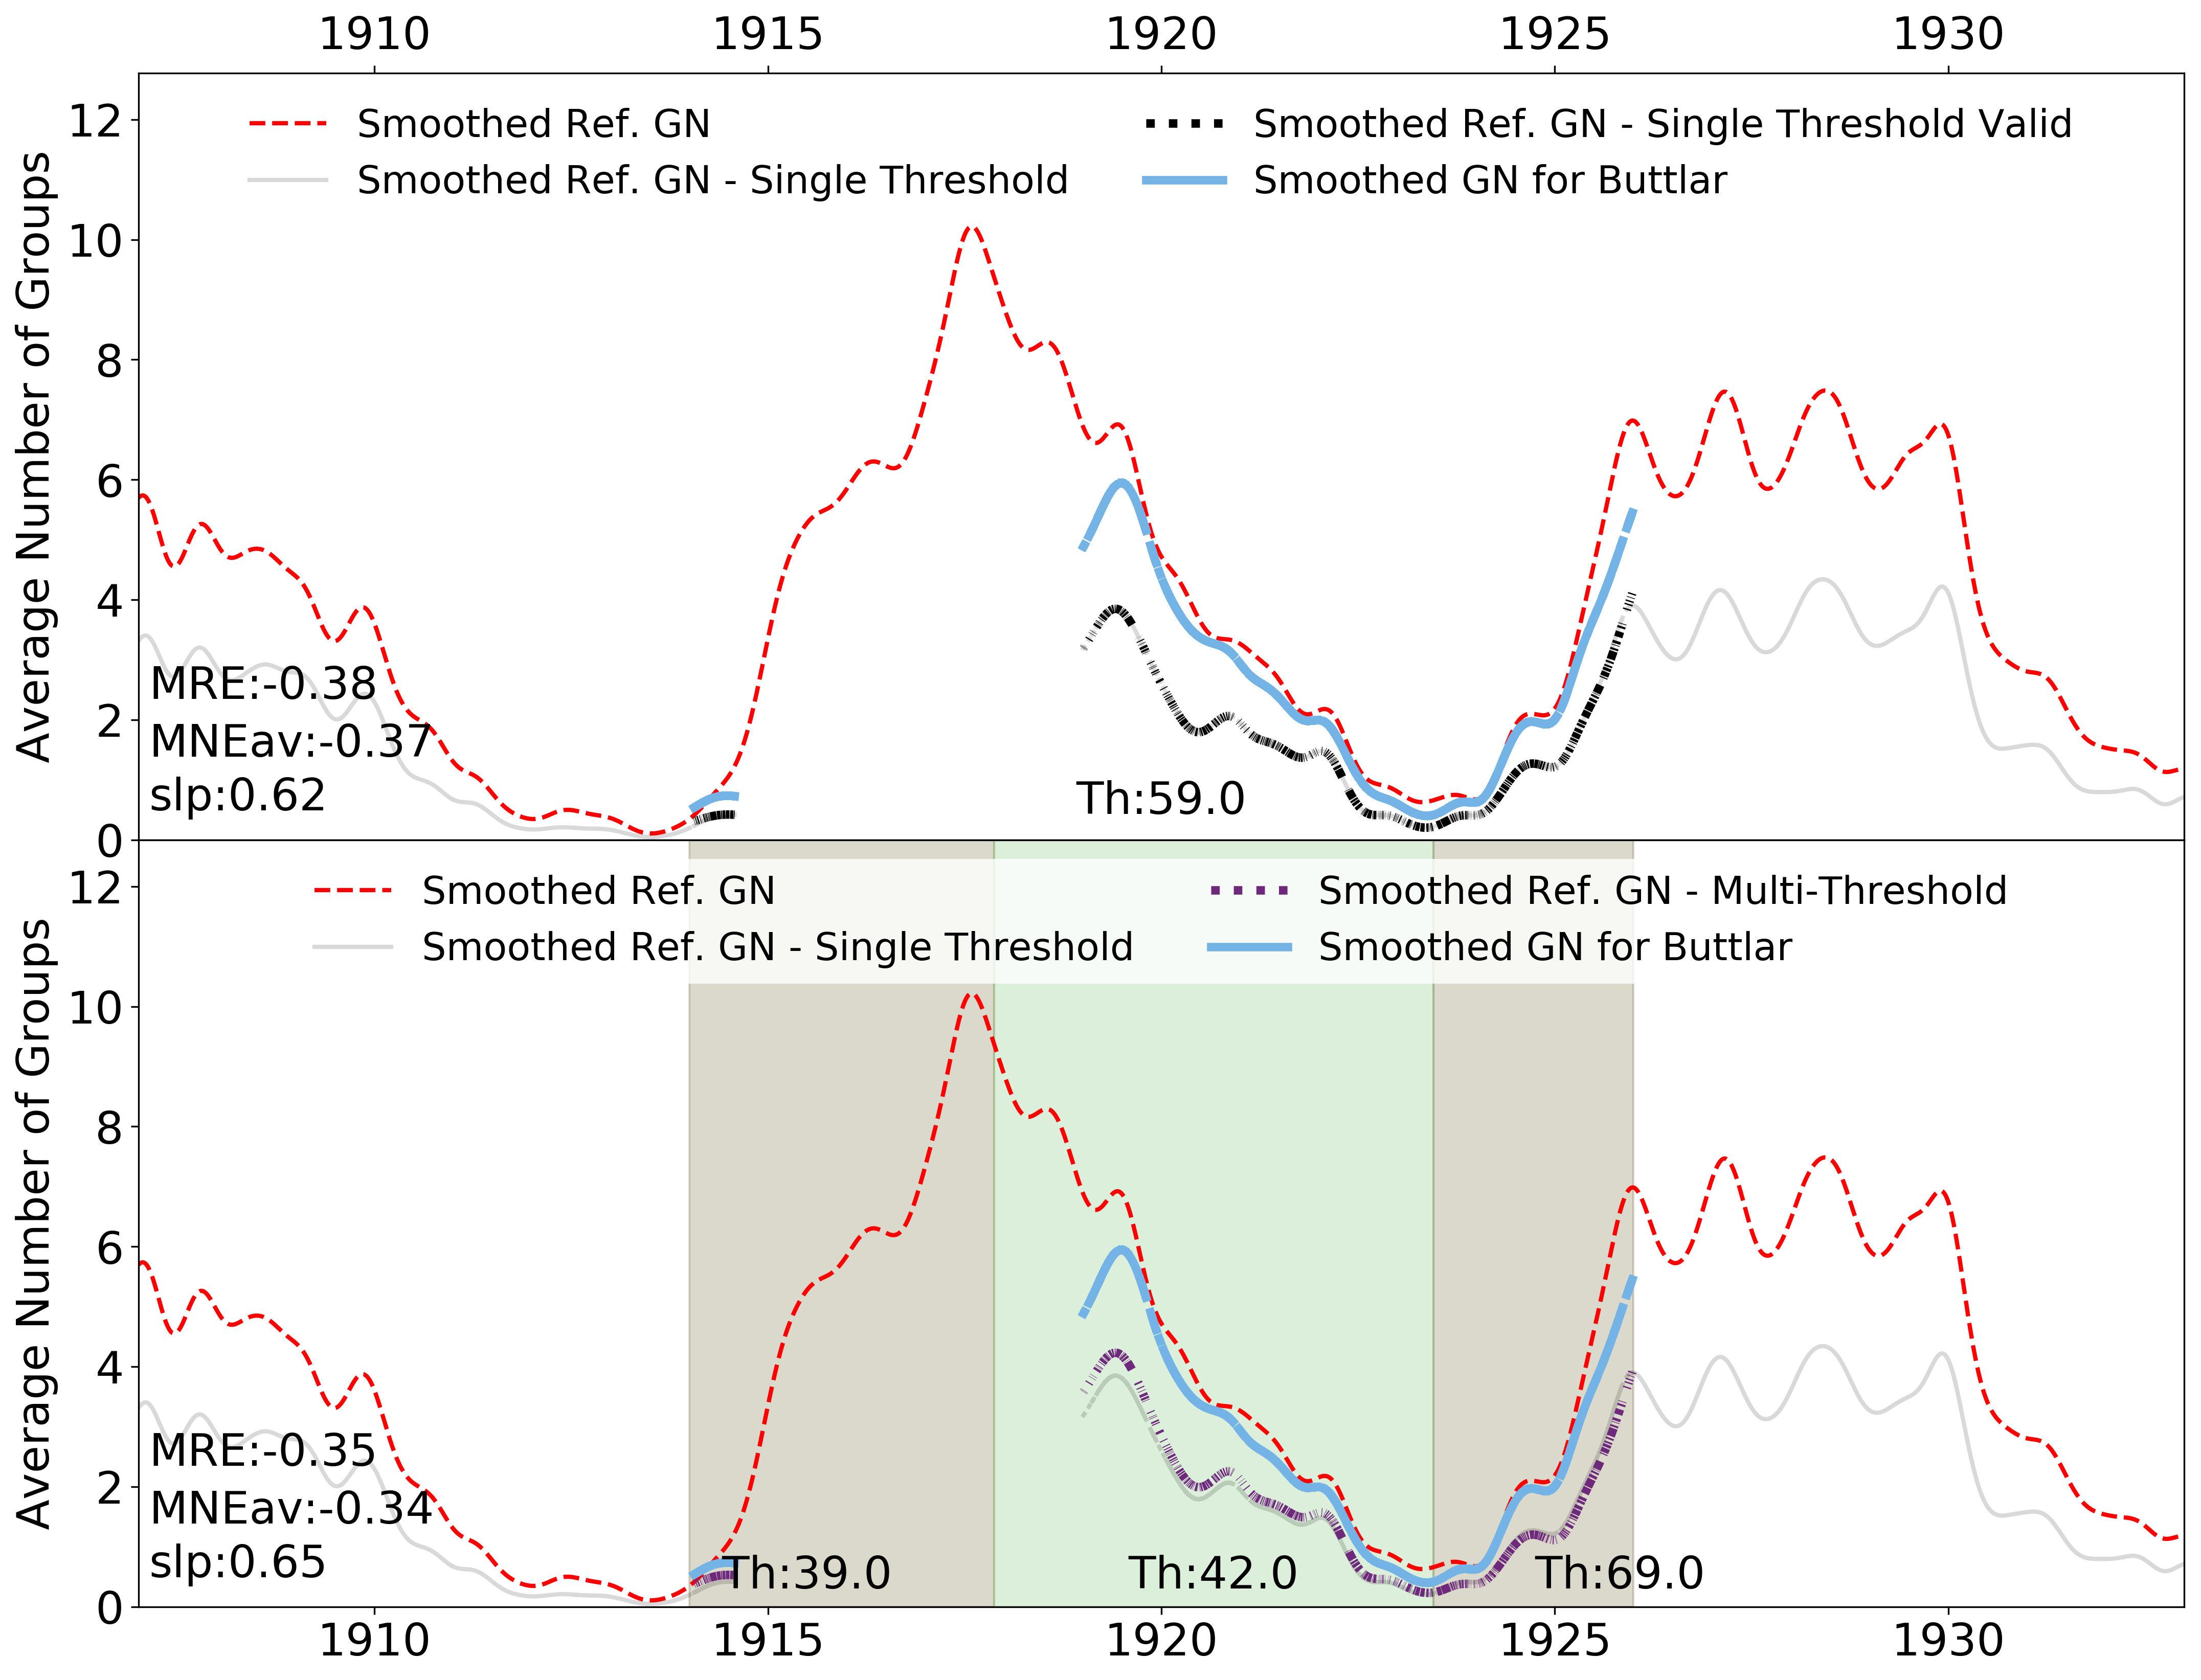 1910 1915 1920 1925 1930
12
10
8
6
4
2
0
Average Number of Groups
Smoothed Ref. GN
Smoothed Ref. GN - Single Threshold
Smoothed Ref. GN - Single Threshold Valid
Smoothed GN for Buttlar
MRE:-0.38
MNEav:-0.37
slp:0.62
Th:59.0
12
10
8
6
4
2
0
Average Number of Groups
Smoothed Ref. GN
Smoothed Ref. GN - Single Threshold
Smoothed Ref. GN - Multi-Threshold
Smoothed GN for Buttlar
MRE:-0.35
MNEav:-0.34
slp:0.65
Th:39.0
Th:42.0
Th:69.0
1910 1915 1920 1925 1930